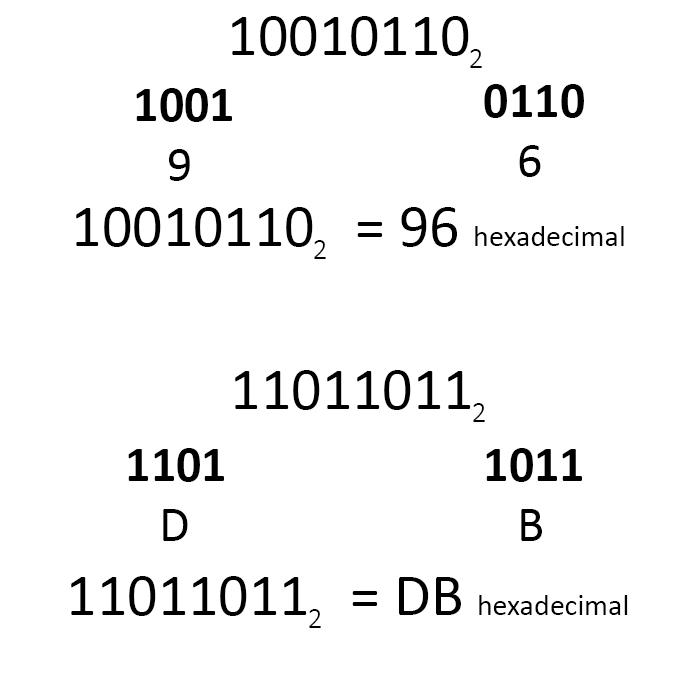 10010110₂
1001 0110
9 6
10010110₂ = 96 hexadecimal
11011011₂
1101 1011
D B
11011011₂ = DB hexadecimal